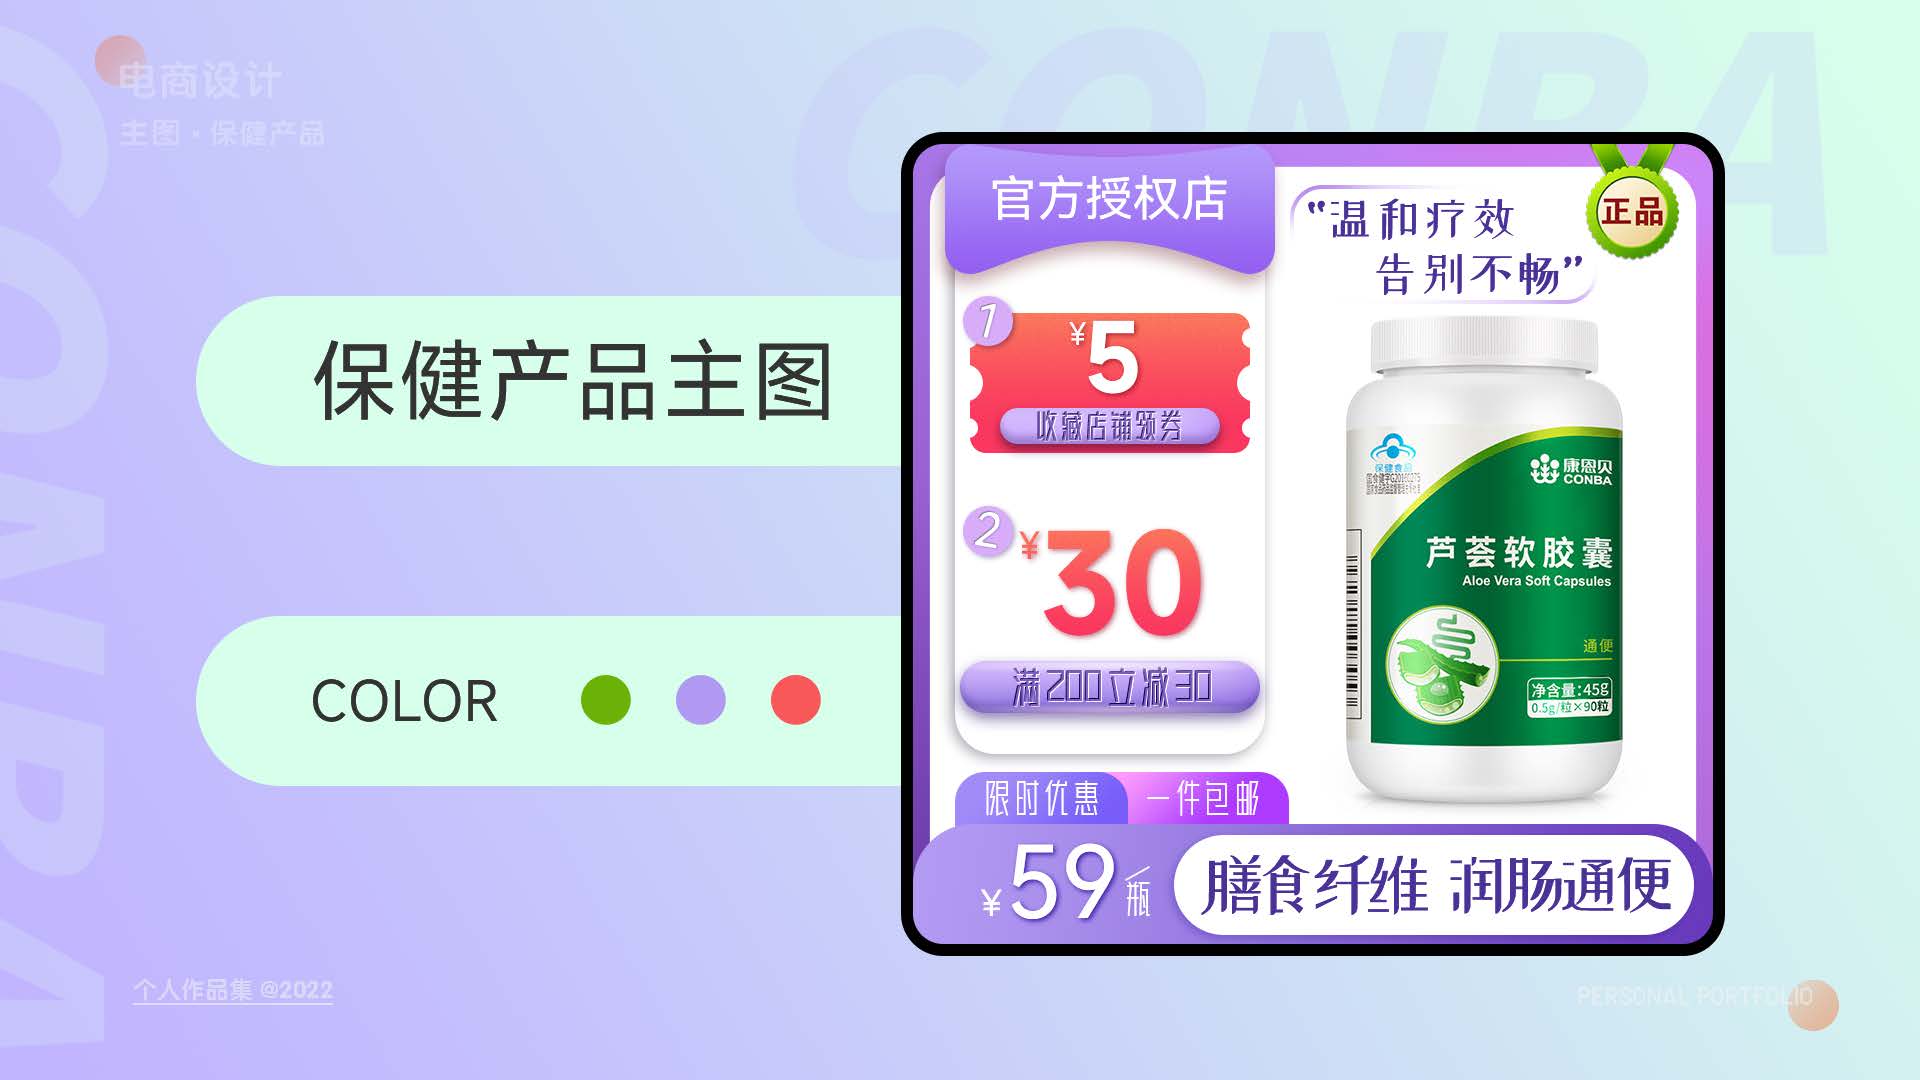 CONBA
CONBA
电商设计
主图·保健产品
保健产品主图
COLOR
官方授权店
1
¥5
收藏店铺领券
2
¥30
满200立减30
“温和疗效
告别不畅”
正品
保健食品
康恩贝
CONBA
芦荟软胶囊
Aloe Vera Soft Capsules
通便
净含量:45g
0.5g/粒×90粒
限时优惠
一件包邮
¥59/瓶
膳食纤维 润肠通便
个人作品集 @2022
PERSONAL PORTFOLIO